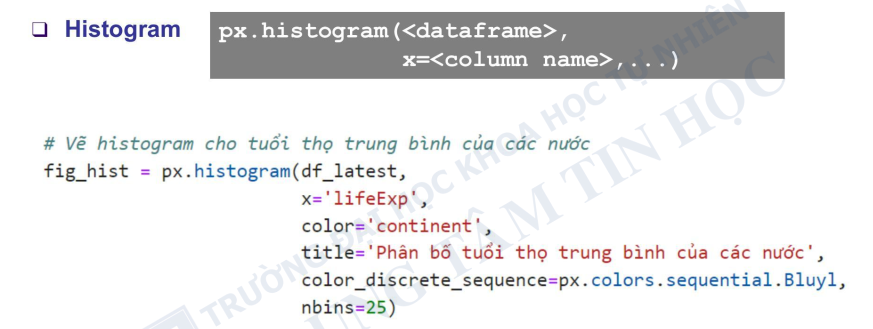 ❑ Histogram
px.histogram(<dataframe>,
x=<column name>,...)
# Vẽ histogram cho tuổi thọ trung bình của các nước
fig_hist = px.histogram(df_latest,
x='lifeExp',
color='continent',
title='Phân bố tuổi thọ trung bình của các nước',
color_discrete_sequence=px.colors.sequential.Bluyl,
nbins=25)
TRƯỜNG ĐẠI HỌC KHOA HỌC TỰ NHIÊN
TRUNG TÂM TIN HỌC